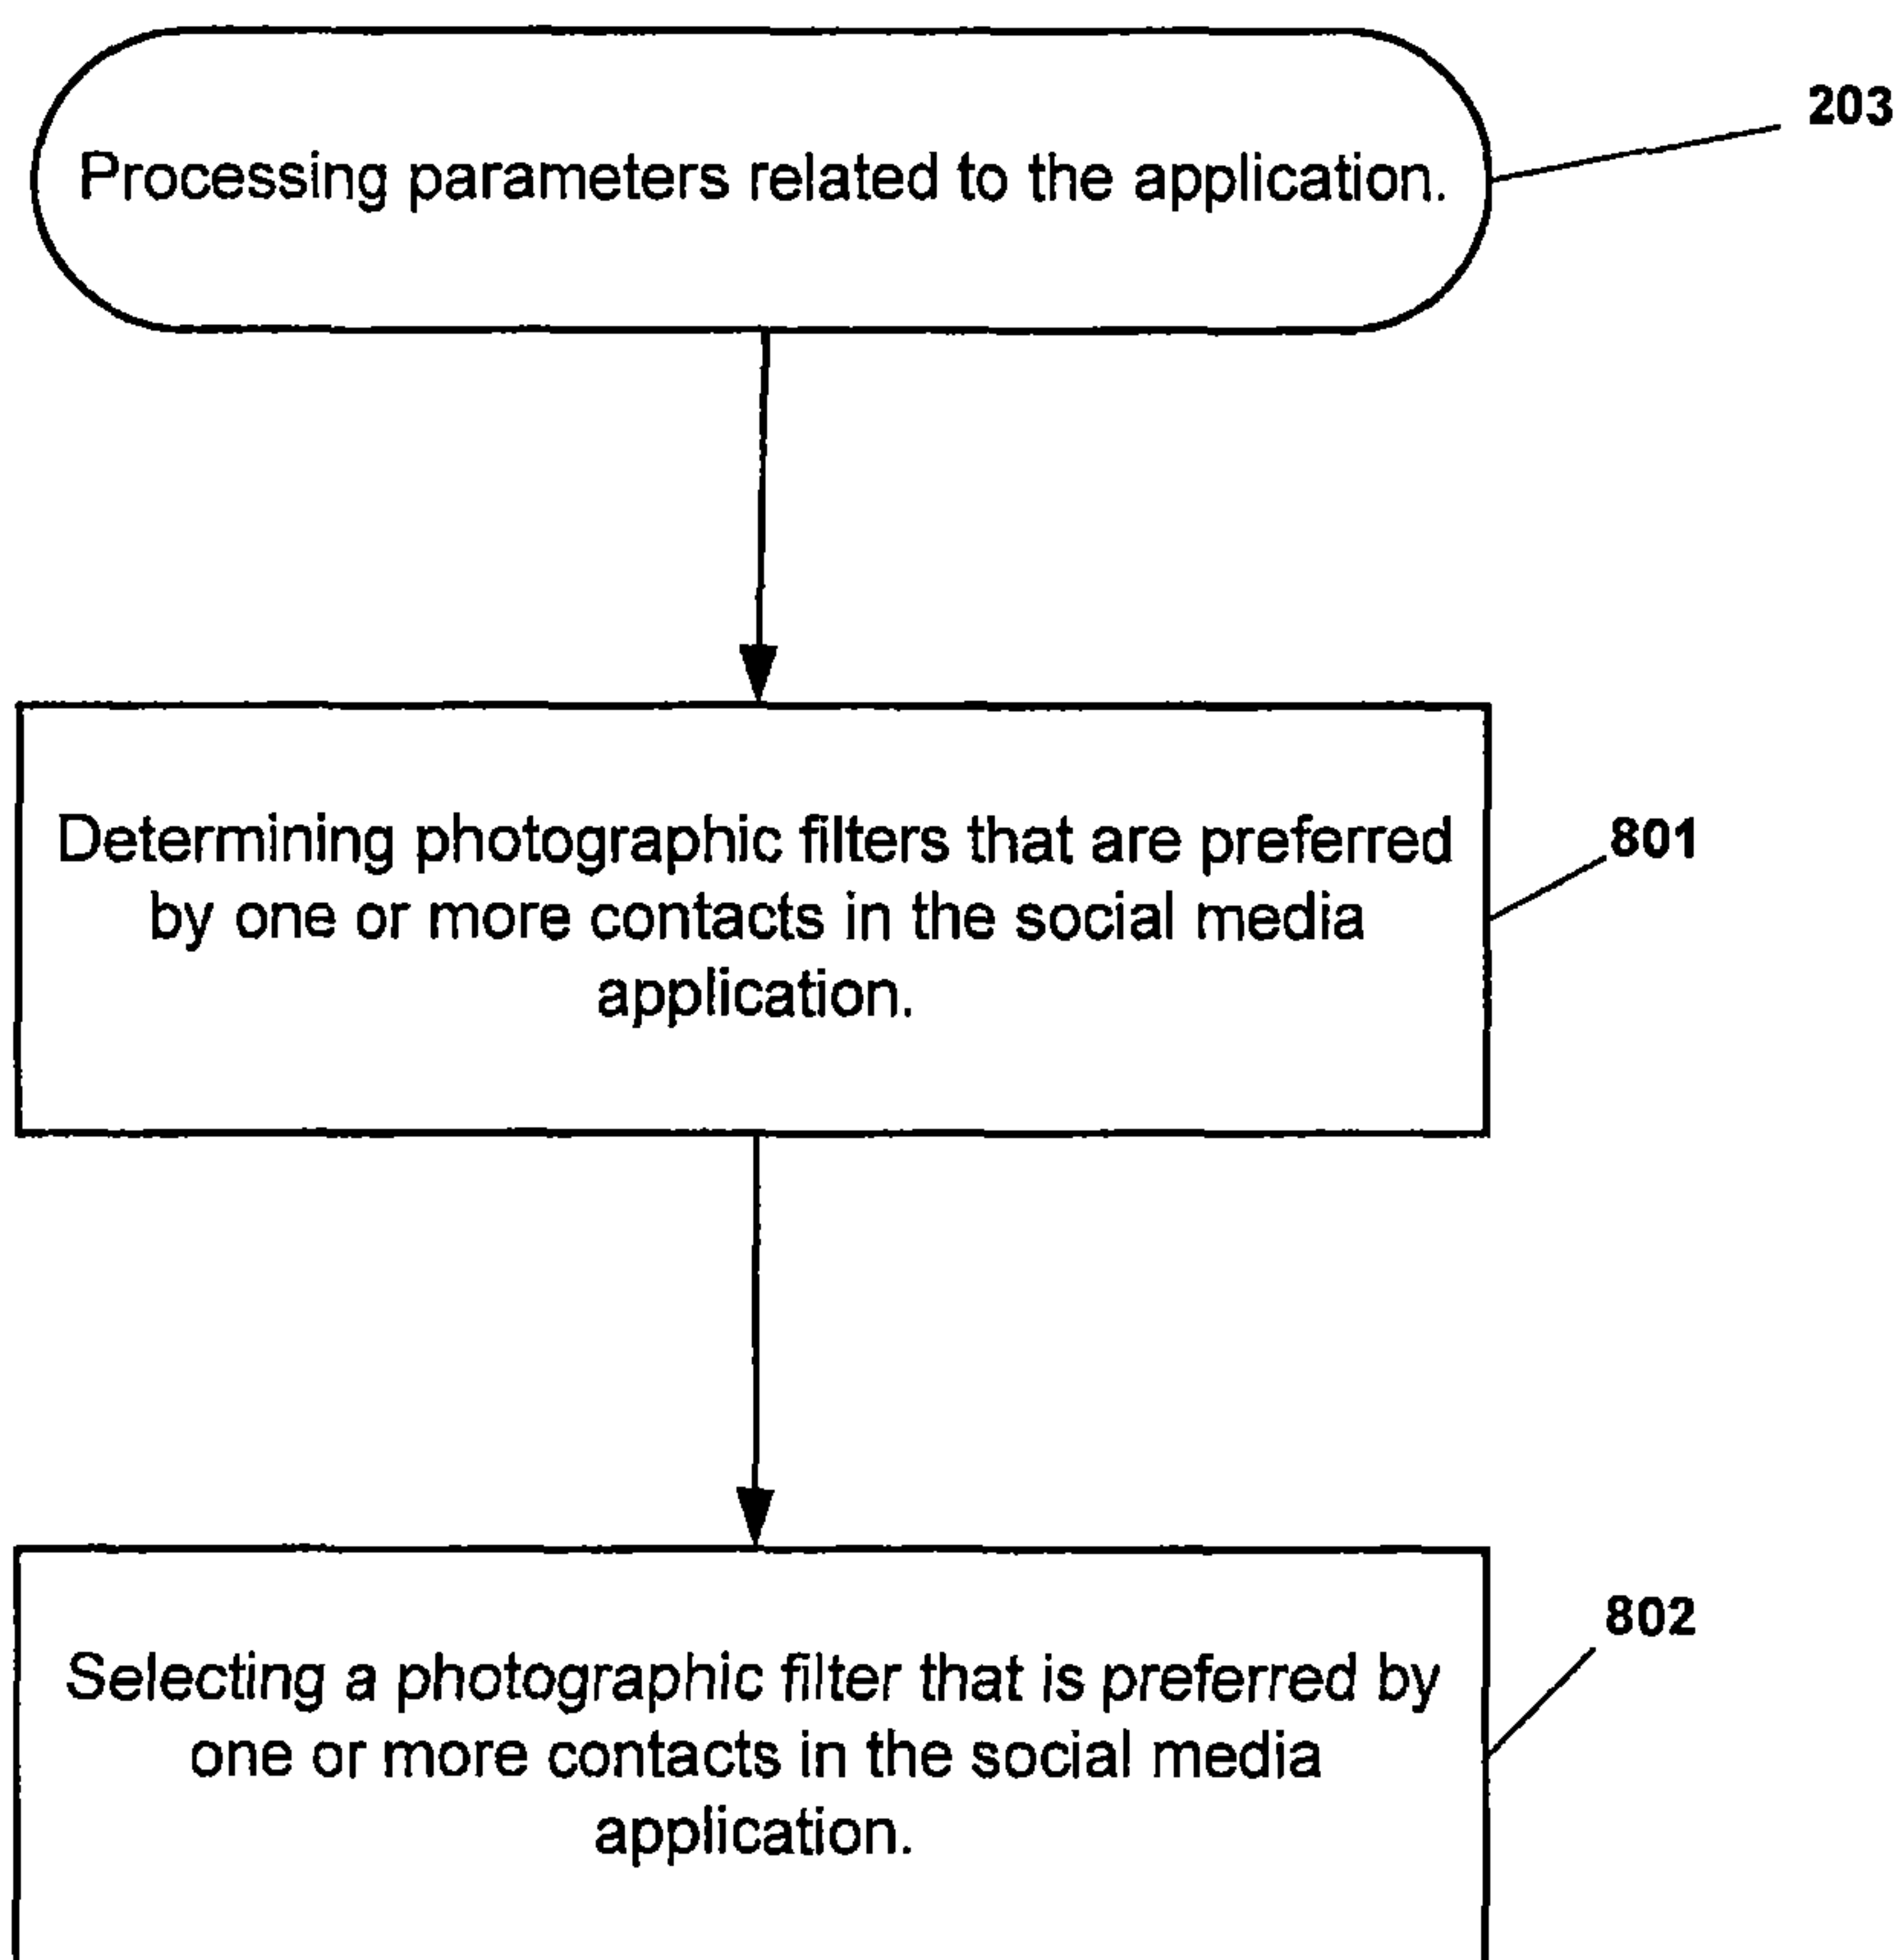 203
Processing parameters related to the application.
Determining photographic filters that are preferred
by one or more contacts in the social media
application.
801
802
Selecting a photographic filter that is preferred by
one or more contacts in the social media
application.